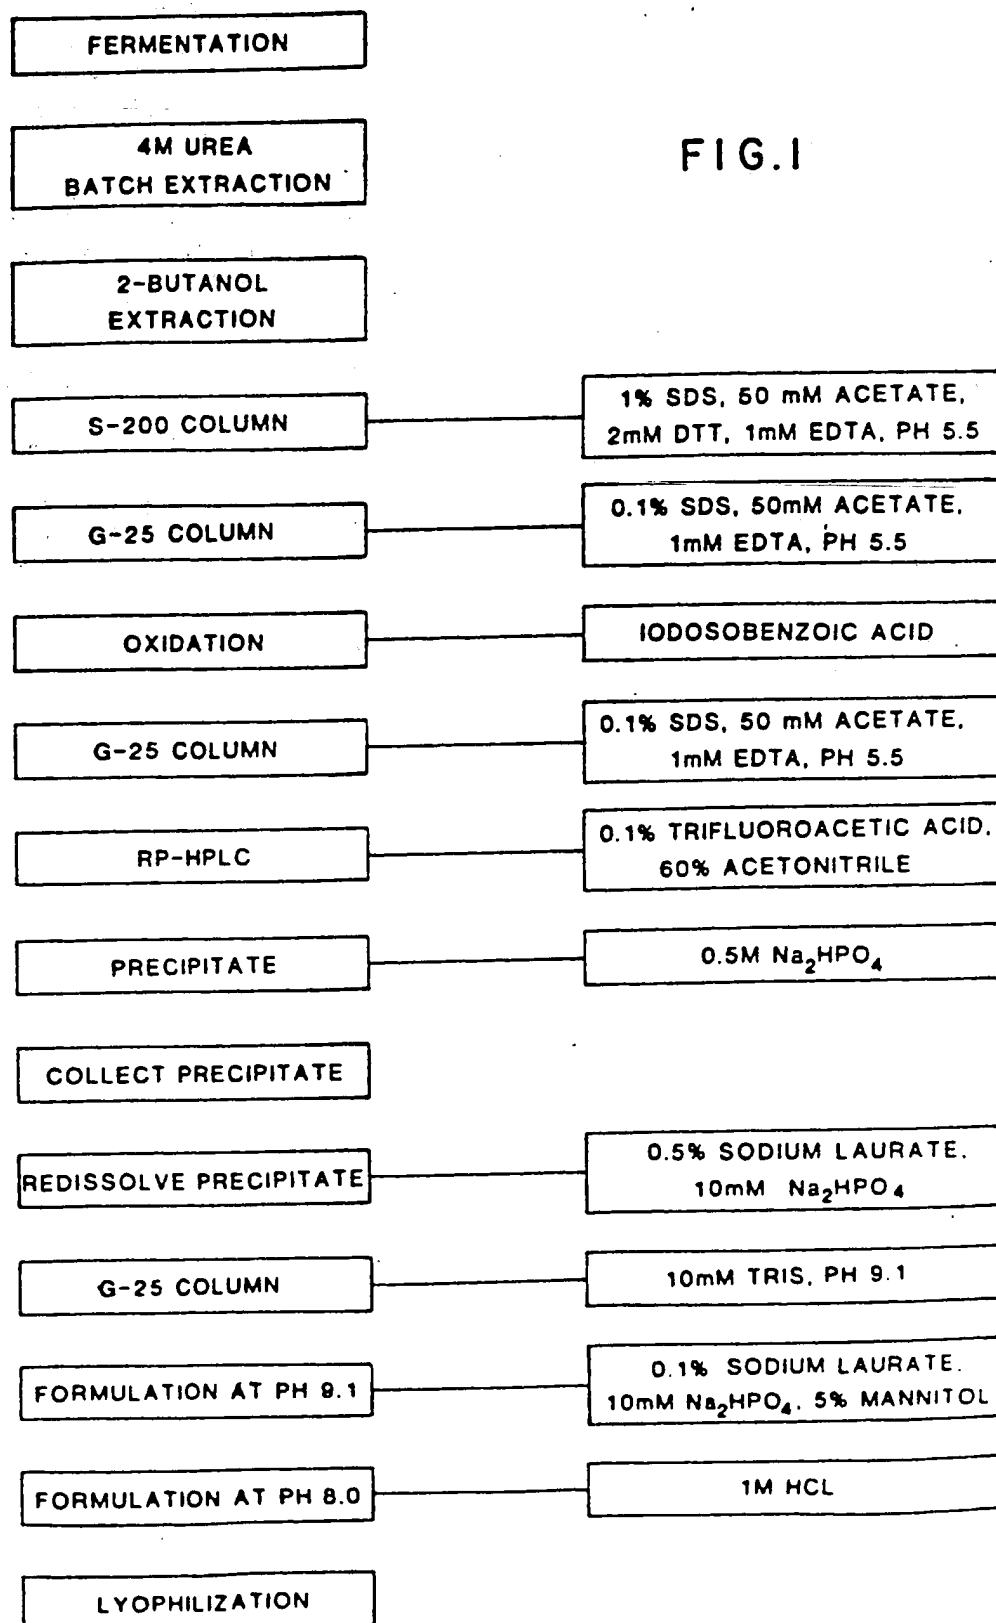 FERMENTATION
4M UREA
BATCH EXTRACTION
FIG.1
2-BUTANOL
EXTRACTION
S-200 COLUMN
1% SDS, 50 mM ACETATE,
2mM DTT, 1mM EDTA, PH 5.5
G-25 COLUMN
0.1% SDS, 50mM ACETATE,
1mM EDTA, PH 5.5
OXIDATION
IODOSOBENZOIC ACID
G-25 COLUMN
0.1% SDS, 50 mM ACETATE,
1mM EDTA, PH 5.5
RP-HPLC
0.1% TRIFLUOROACETIC ACID,
60% ACETONITRILE
PRECIPITATE
0.5M Na₂HPO₄
COLLECT PRECIPITATE
REDISSOLVE PRECIPITATE
0.5% SODIUM LAURATE,
10mM Na₂HPO₄
G-25 COLUMN
10mM TRIS, PH 9.1
FORMULATION AT PH 9.1
0.1% SODIUM LAURATE,
10mM Na₂HPO₄, 5% MANNITOL
FORMULATION AT PH 8.0
1M HCL
LYOPHILIZATION